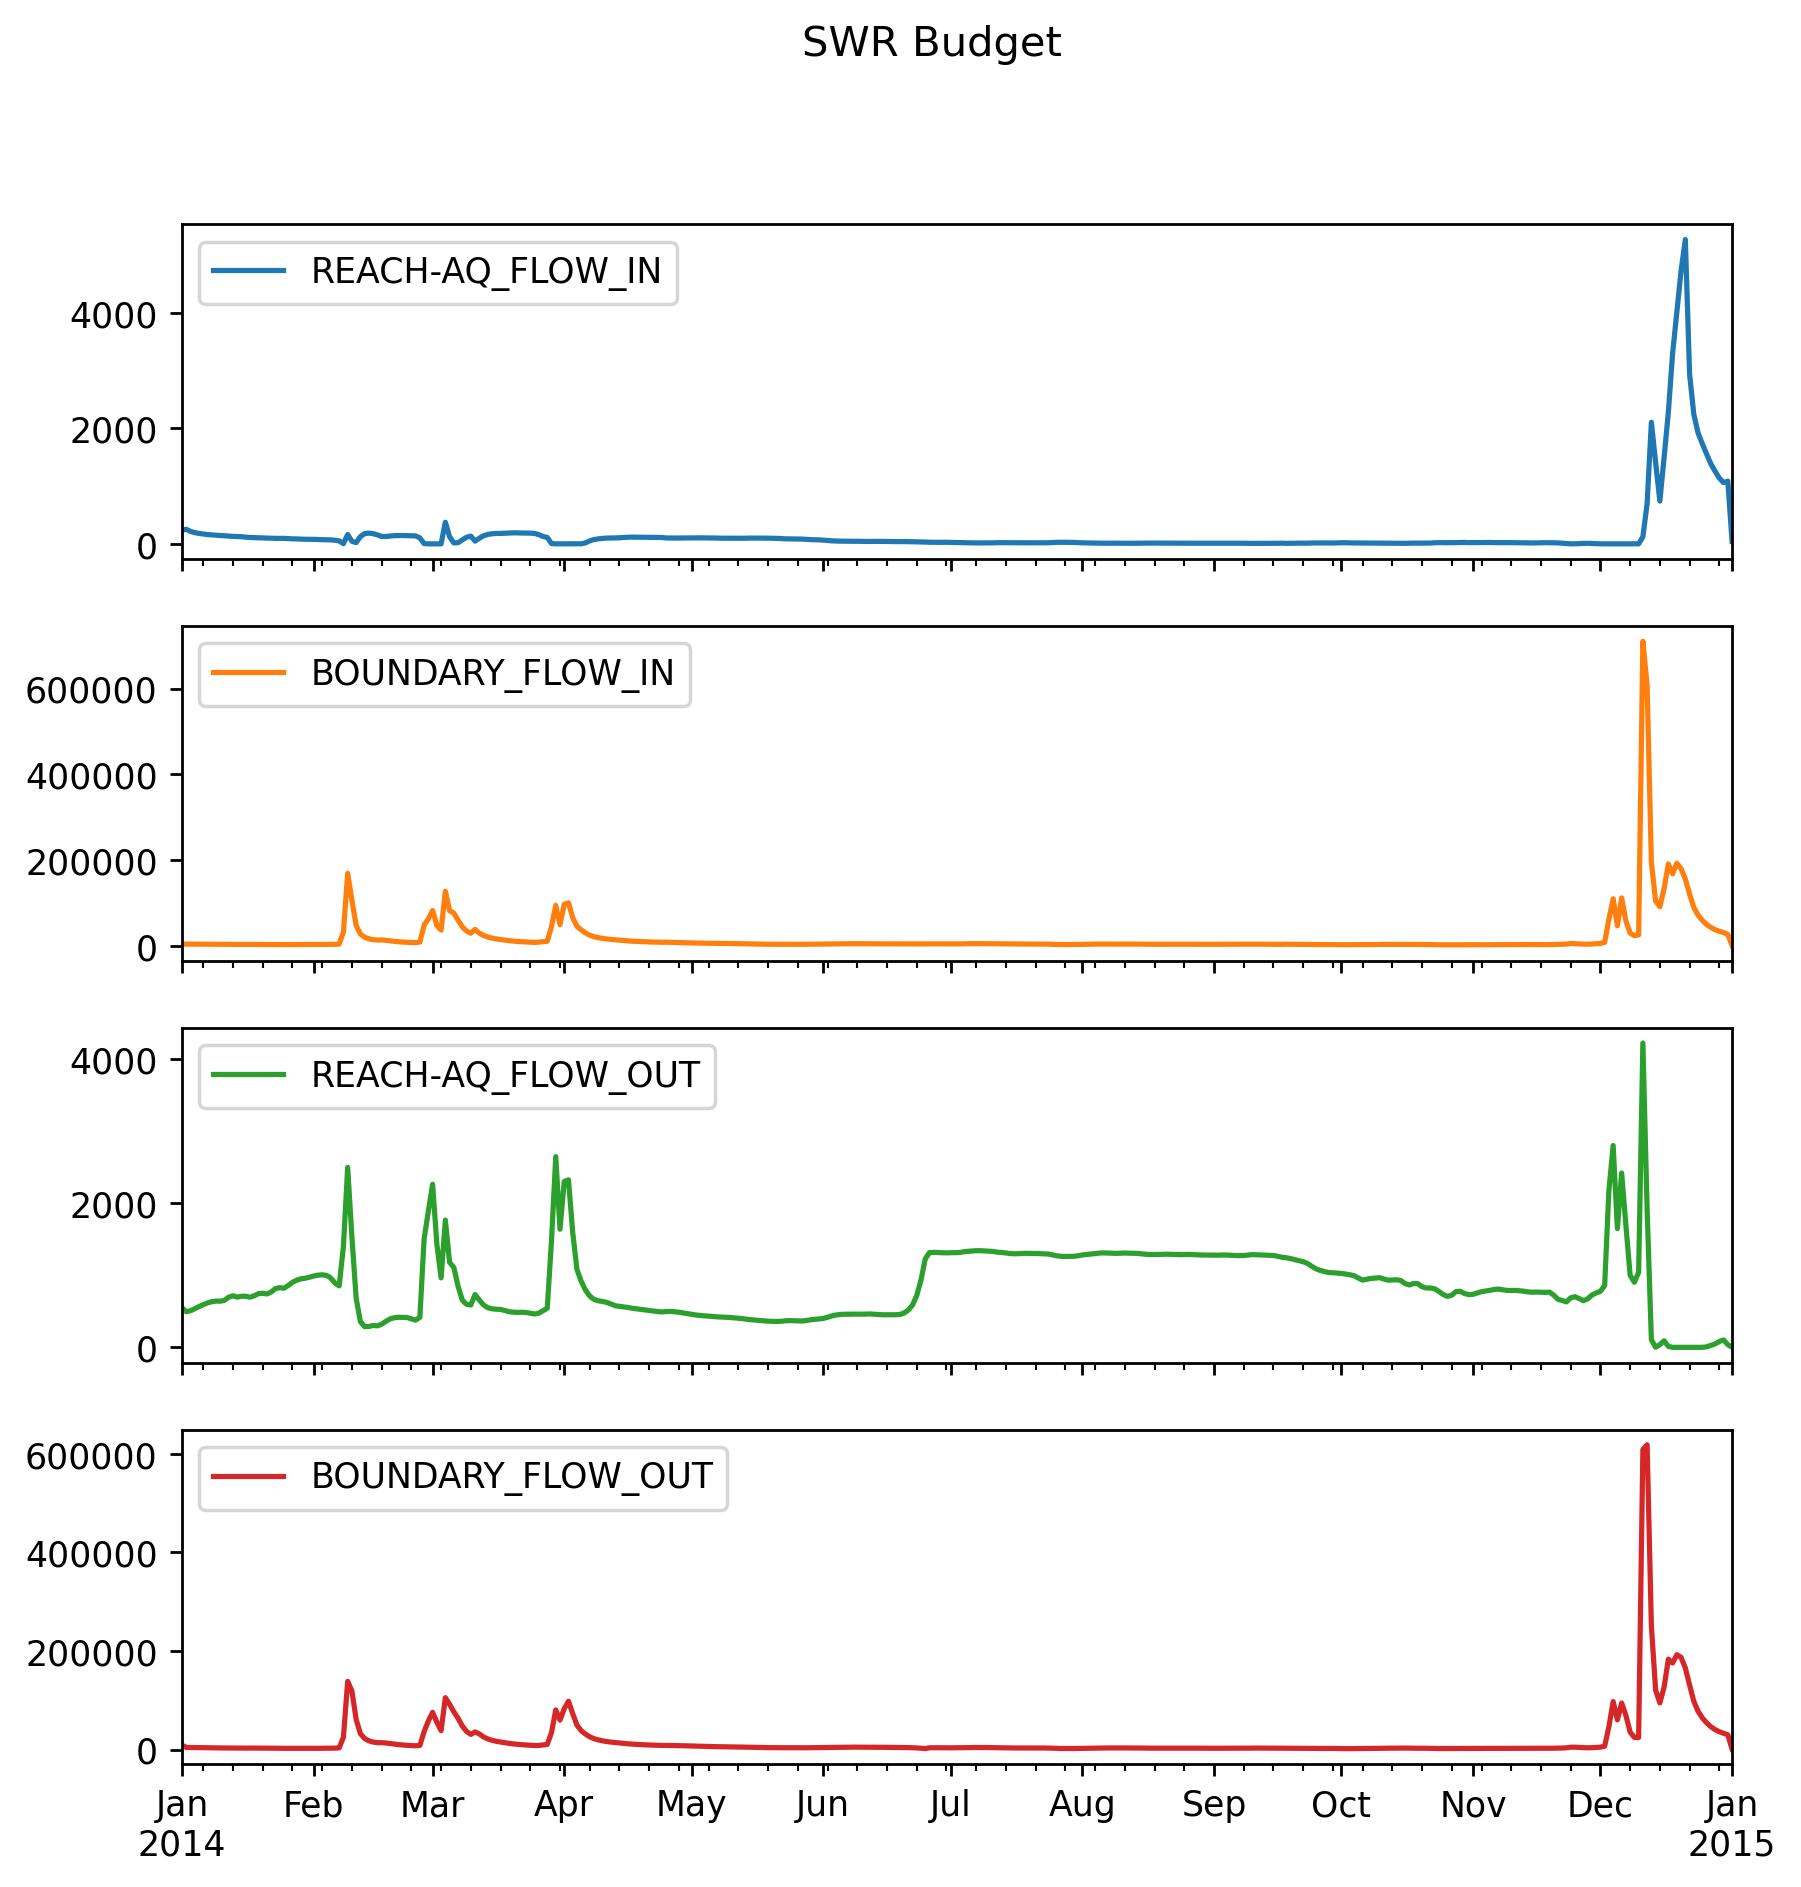 SWR Budget
REACH-AQ_FLOW_IN
4000
2000
0
BOUNDARY_FLOW_IN
600000
400000
200000
0
REACH-AQ_FLOW_OUT
4000
2000
0
BOUNDARY_FLOW_OUT
600000
400000
200000
0
Jan Feb Mar Apr May Jun Jul Aug Sep Oct Nov Dec Jan
2014 2015